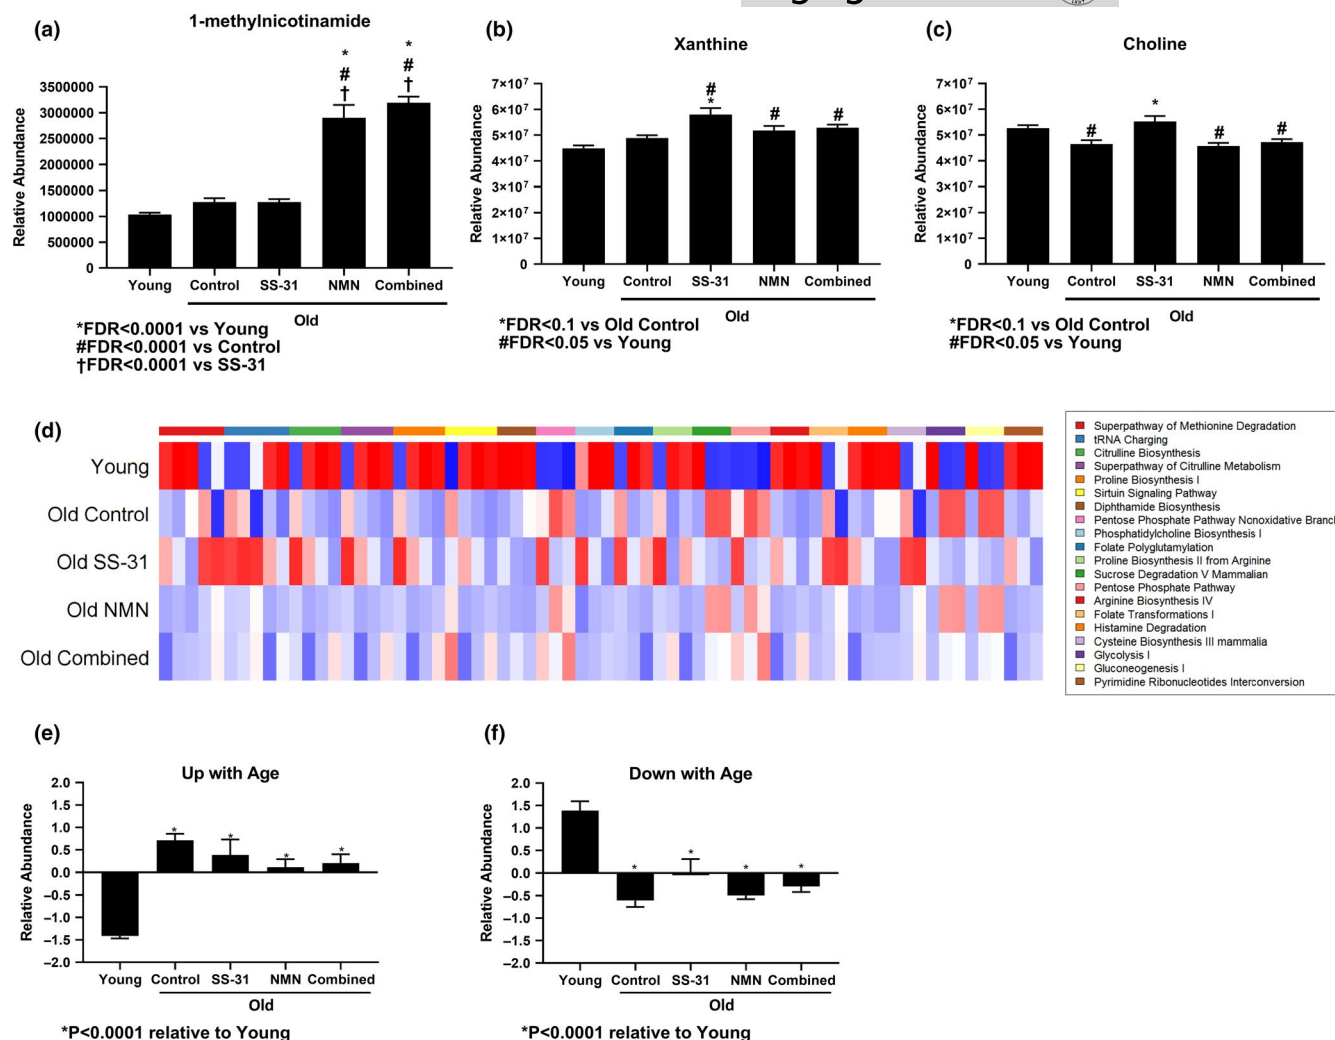 (a)
1-methylnicotinamide
*
#
†
*
#
†
Relative Abundance
3500000
3000000
2500000
2000000
1500000
1000000
500000
0
Young Control SS-31 NMN Combined
Old
*FDR<0.0001 vs Young
#FDR<0.0001 vs Control
†FDR<0.0001 vs SS-31
(b)
Xanthine
#
*
#
#
Relative Abundance
7×10⁷
6×10⁷
5×10⁷
4×10⁷
3×10⁷
2×10⁷
1×10⁷
0
Young Control SS-31 NMN Combined
Old
*FDR<0.1 vs Old Control
#FDR<0.05 vs Young
(c)
Choline
#
*
#
#
Relative Abundance
7×10⁷
6×10⁷
5×10⁷
4×10⁷
3×10⁷
2×10⁷
1×10⁷
0
Young Control SS-31 NMN Combined
Old
*FDR<0.1 vs Old Control
#FDR<0.05 vs Young
(d)
Young
Old Control
Old SS-31
Old NMN
Old Combined
Superpathway of Methionine Degradation
tRNA Charging
Citrulline Biosynthesis
Superpathway of Citrulline Metabolism
Proline Biosynthesis I
Sirtuin Signaling Pathway
Diphthamide Biosynthesis
Pentose Phosphate Pathway Nonoxidative Branch
Phosphatidylcholine Biosynthesis I
Folate Polyglutamylation
Proline Biosynthesis II from Arginine
Sucrose Degradation V Mammalian
Pentose Phosphate Pathway
Arginine Biosynthesis IV
Folate Transformations I
Histamine Degradation
Cysteine Biosynthesis III mammalia
Glycolysis I
Gluconeogenesis I
Pyrimidine Ribonucleotides Interconversion
(e)
Up with Age
Relative Abundance
2.0
1.5
1.0
0.5
0.0
−0.5
−1.0
−1.5
−2.0
* * * *
Young Control SS-31 NMN Combined
Old
*P<0.0001 relative to Young
(f)
Down with Age
Relative Abundance
2.0
1.5
1.0
0.5
0.0
−0.5
−1.0
−1.5
−2.0
* * * *
Young Control SS-31 NMN Combined
Old
*P<0.0001 relative to Young